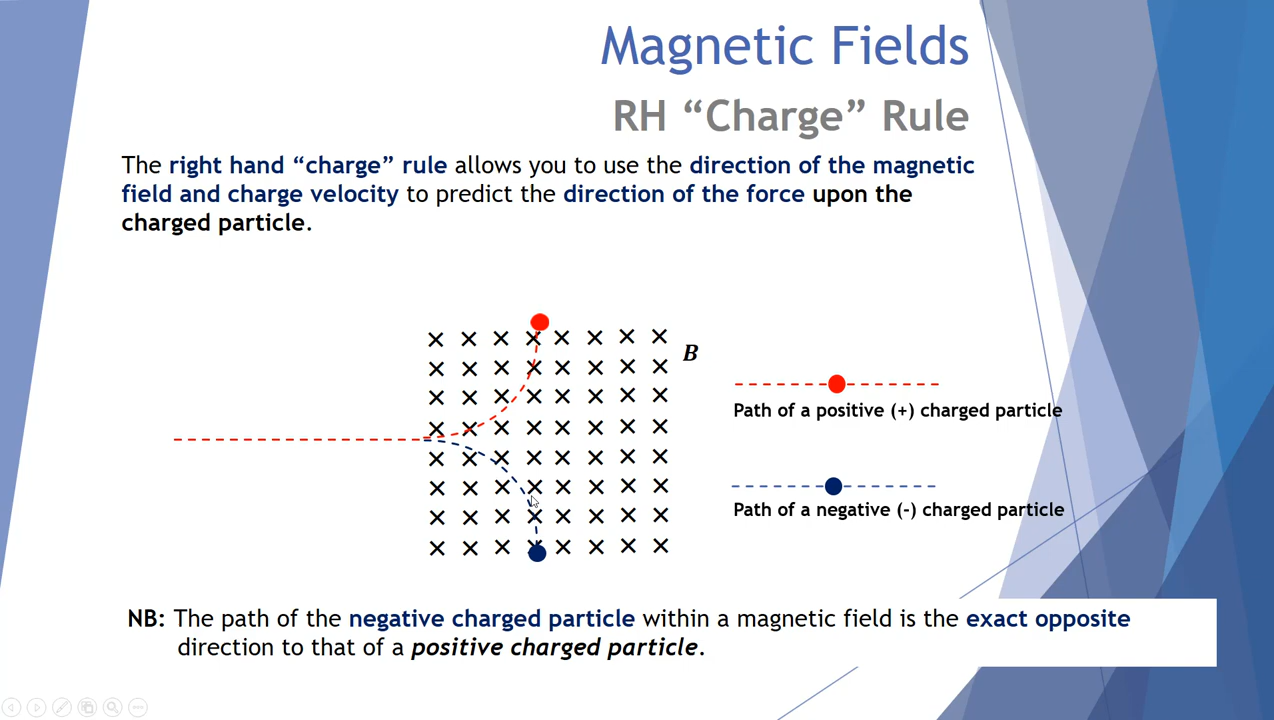 Magnetic Fields
RH “Charge” Rule
The right hand “charge” rule allows you to use the direction of the magnetic
field and charge velocity to predict the direction of the force upon the
charged particle.
B
Path of a positive (+) charged particle
Path of a negative (-) charged particle
NB: The path of the negative charged particle within a magnetic field is the exact opposite
direction to that of a positive charged particle.